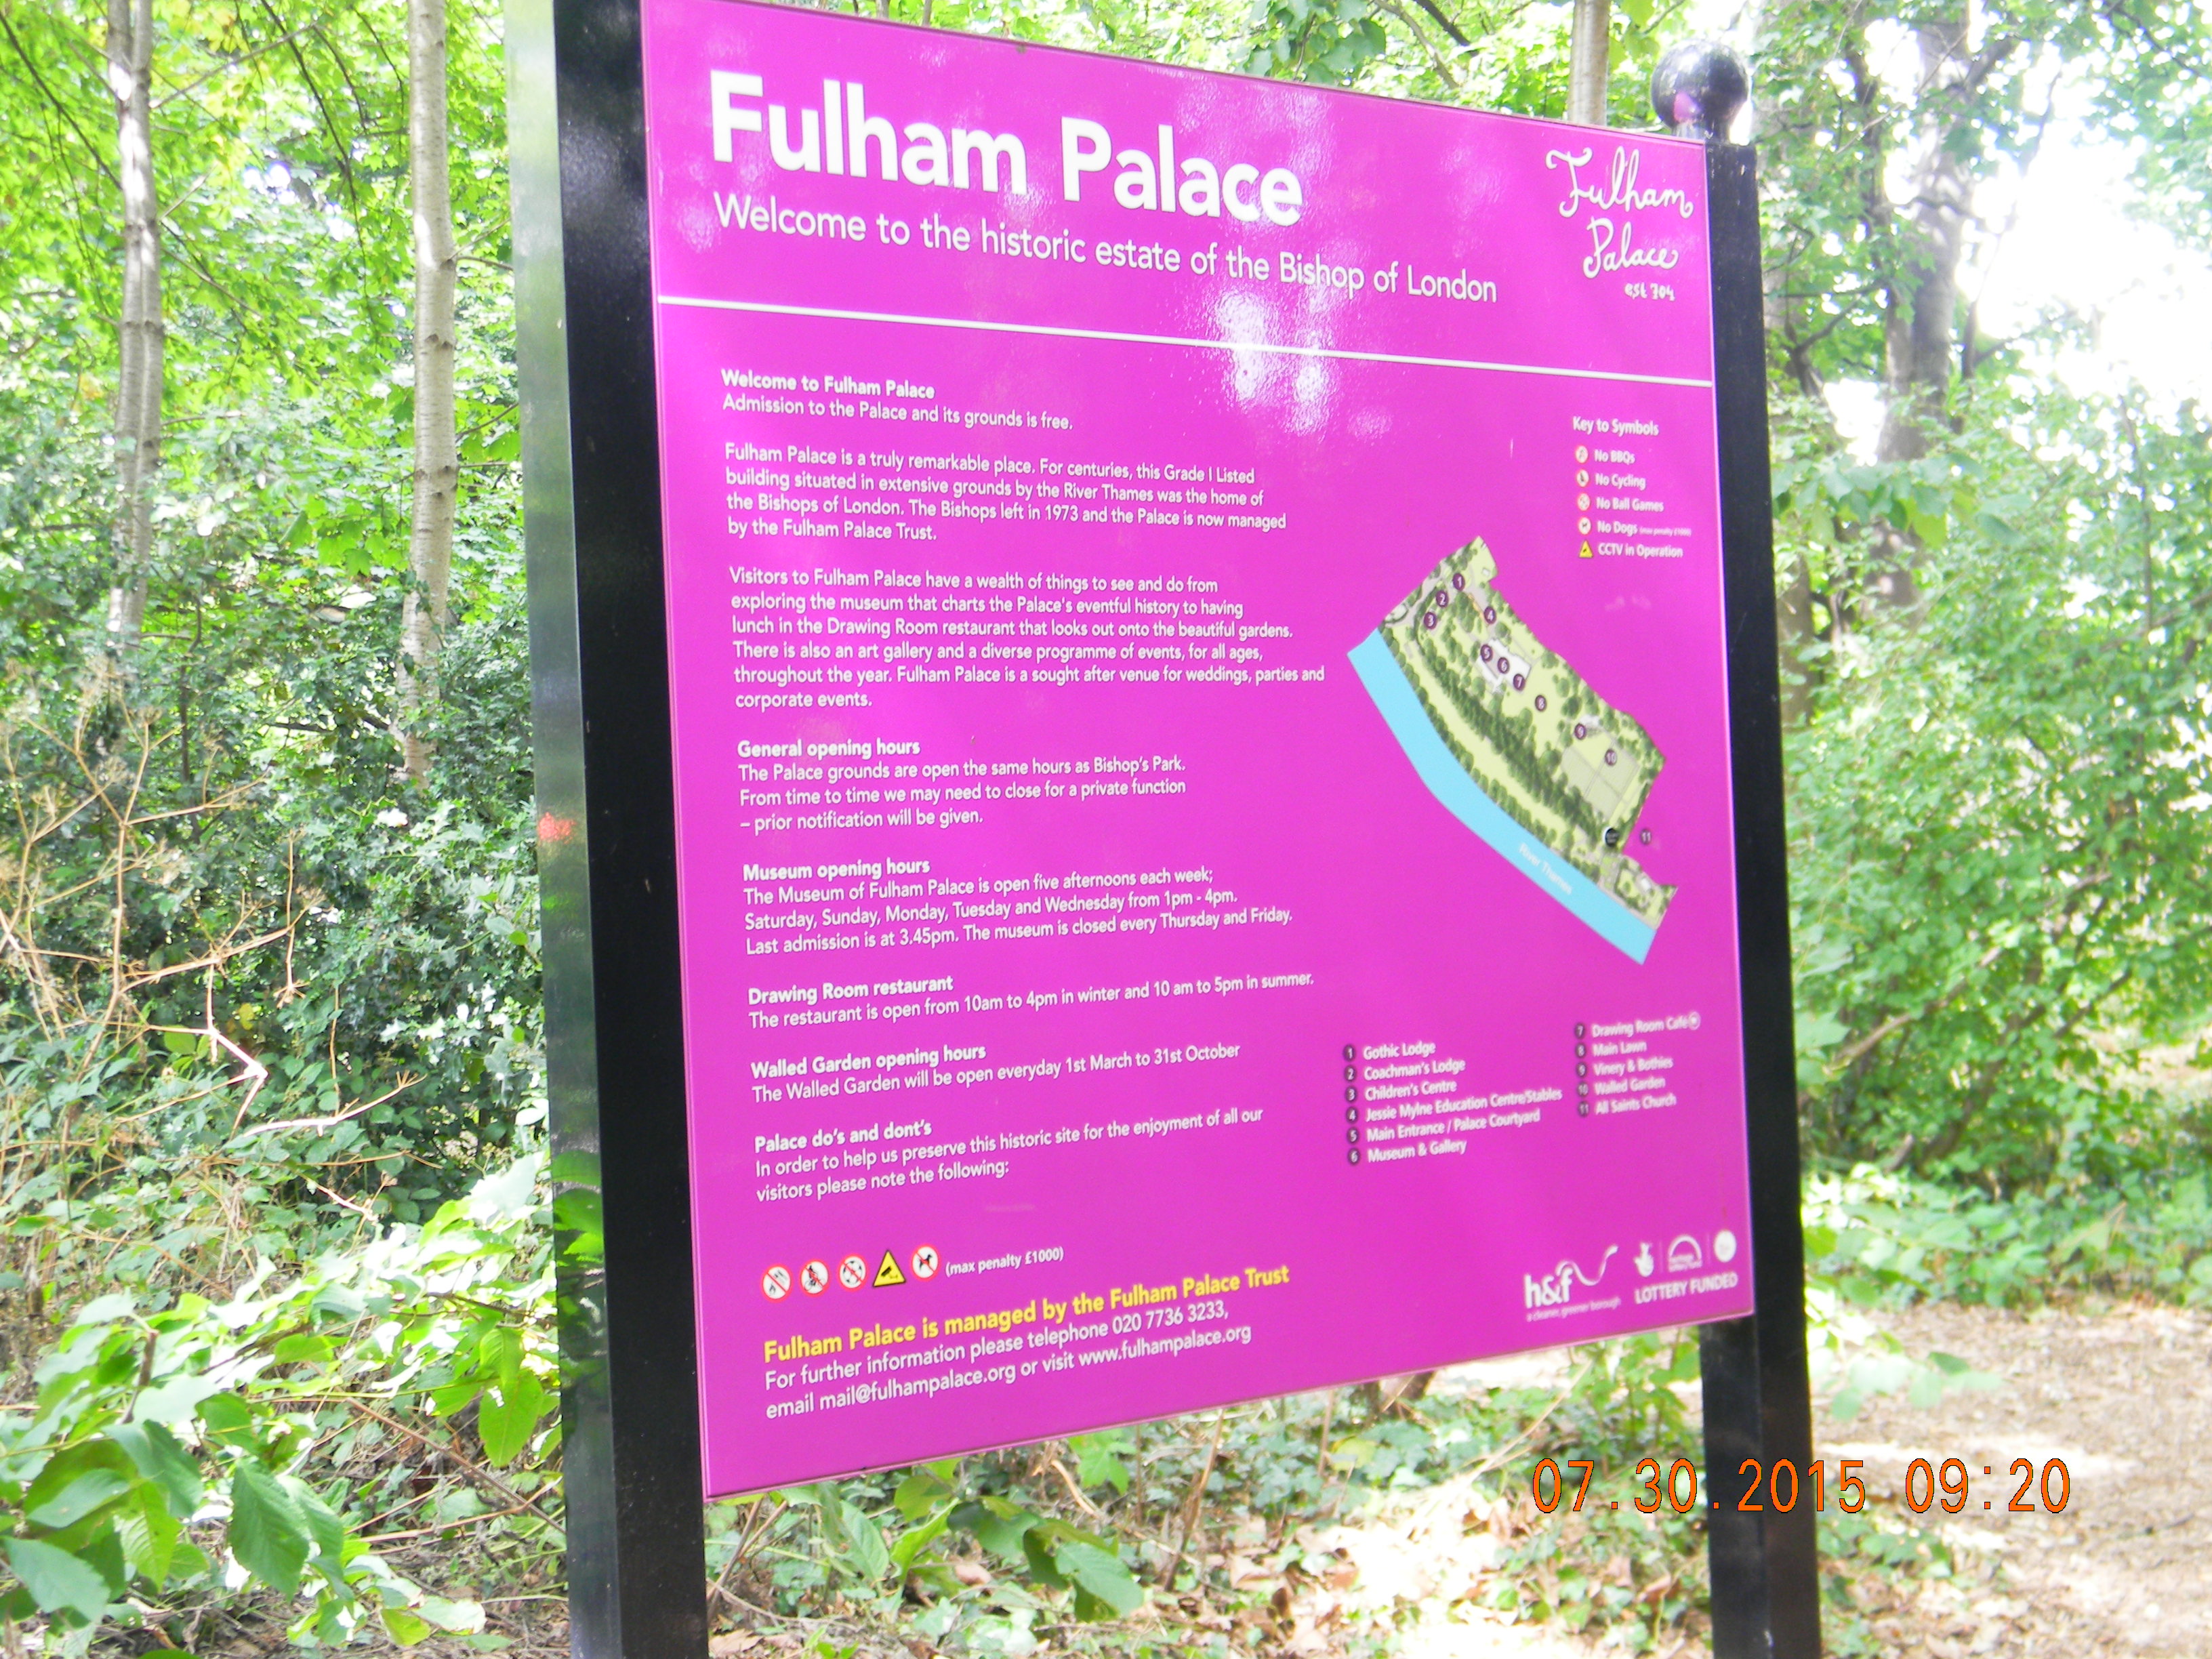 Fulham Palace
Welcome to the historic estate of the Bishop of London
Fulham
Palace
est 704
Welcome to Fulham Palace
Admission to the Palace and its grounds is free.
Fulham Palace is a truly remarkable place. For centuries, this Grade I Listed
building situated in extensive grounds by the River Thames was the home of
the Bishops of London. The Bishops left in 1973 and the Palace is now managed
by the Fulham Palace Trust.
Visitors to Fulham Palace have a wealth of things to see and do from
exploring the museum that charts the Palace's eventful history to having
lunch in the Drawing Room restaurant that looks out onto the beautiful gardens.
There is also an art gallery and a diverse programme of events, for all ages,
throughout the year. Fulham Palace is a sought after venue for weddings, parties and
corporate events.
General opening hours
The Palace grounds are open the same hours as Bishop's Park.
From time to time we may need to close for a private function
– prior notification will be given.
Museum opening hours
The Museum of Fulham Palace is open five afternoons each week;
Saturday, Sunday, Monday, Tuesday and Wednesday from 1pm - 4pm.
Last admission is at 3.45pm. The museum is closed every Thursday and Friday.
Drawing Room restaurant
The restaurant is open from 10am to 4pm in winter and 10 am to 5pm in summer.
Walled Garden opening hours
The Walled Garden will be open everyday 1st March to 31st October
Palace do's and dont's
In order to help us preserve this historic site for the enjoyment of all our
visitors please note the following:
(max penalty £1000)
Fulham Palace is managed by the Fulham Palace Trust
For further information please telephone 020 7736 3233,
email mail@fulhampalace.org or visit www.fulhampalace.org
Key to Symbols
No BBQs
No Cycling
No Ball Games
No Dogs (max penalty £1000)
CCTV in Operation
1
2
3
4
5
6
7
8
9
10
11
River Thames
1 Gothic Lodge
2 Coachman's Lodge
3 Children's Centre
4 Jessie Mylne Education Centre/Stables
5 Main Entrance / Palace Courtyard
6 Museum & Gallery
7 Drawing Room Café
8 Main Lawn
9 Vinery & Bothies
10 Walled Garden
11 All Saints Church
h&f
a cleaner, greener borough
LOTTERY FUNDED
07.30.2015 09:20